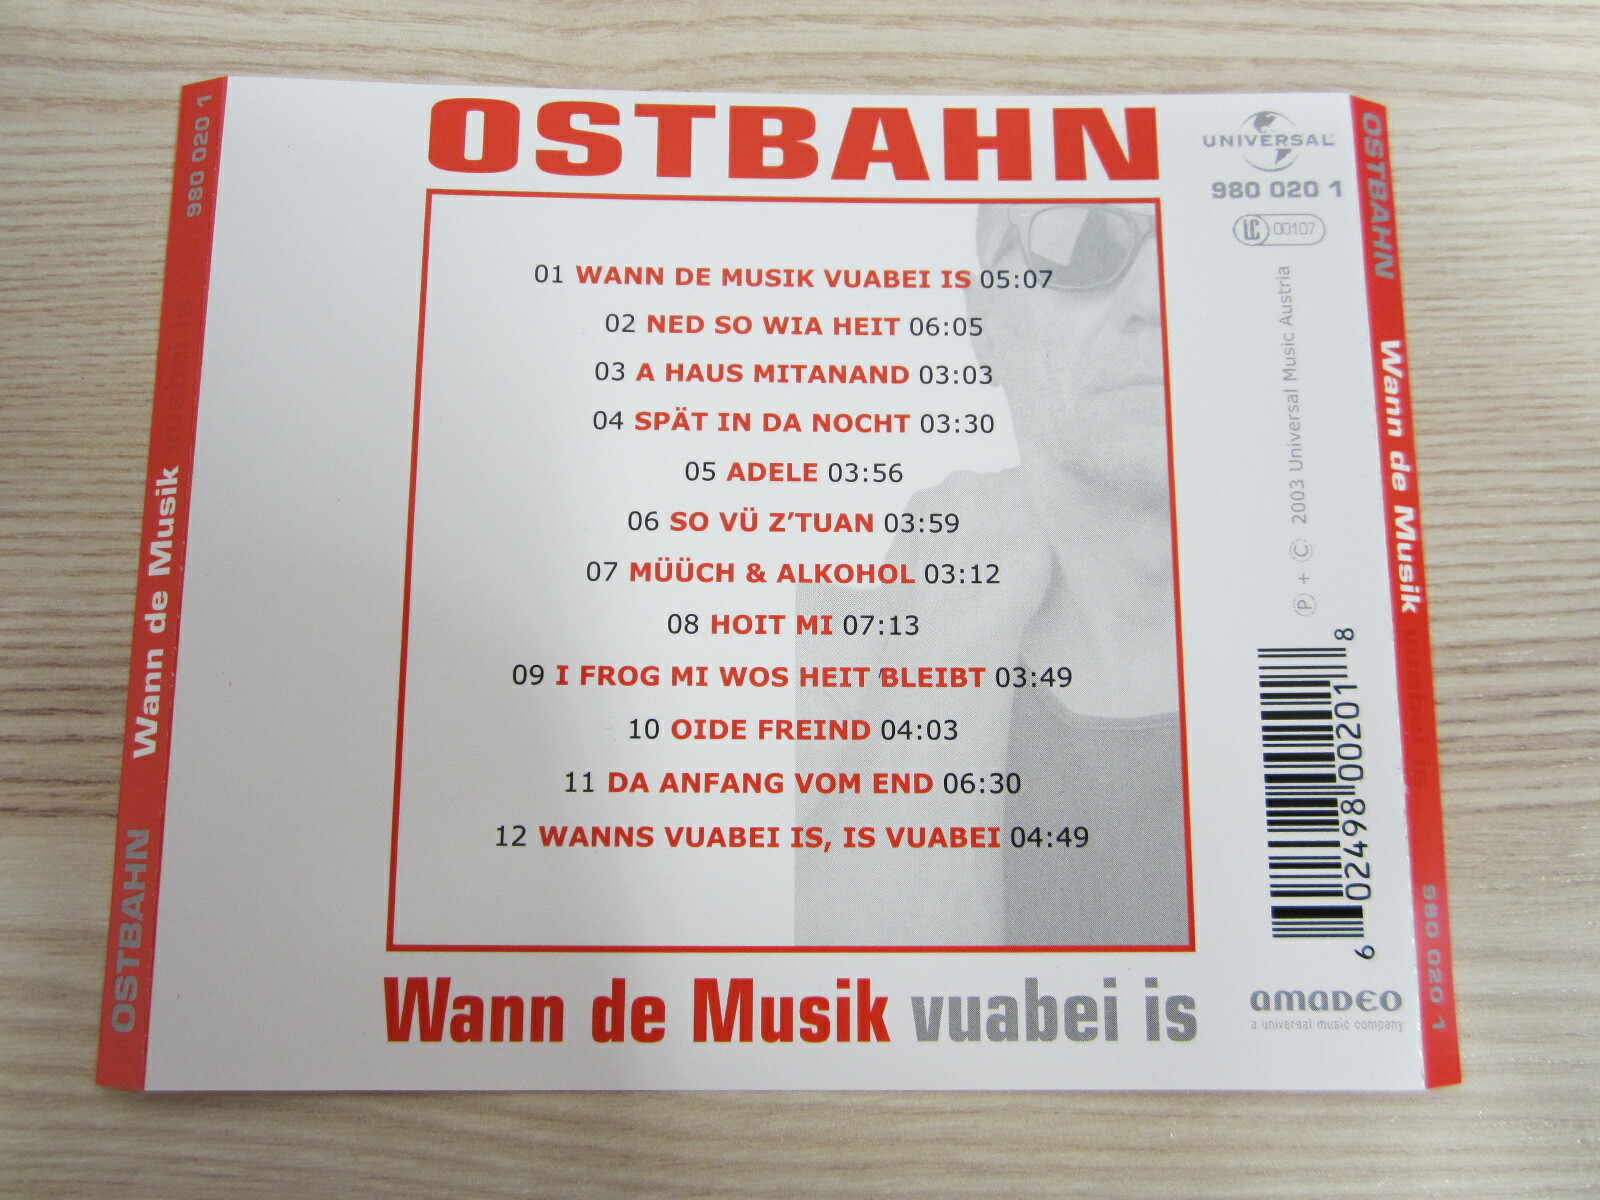 OSTBAHN
01 WANN DE MUSIK VUABEI IS 05:07
02 NED SO WIA HEIT 06:05
03 A HAUS MITANAND 03:03
04 SPÄT IN DA NOCHT 03:30
05 ADELE 03:56
06 SO VÜ Z'TUAN 03:59
07 MÜÜCH & ALKOHOL 03:12
08 HOIT MI 07:13
09 I FROG MI WOS HEIT BLEIBT 03:49
10 OIDE FREIND 04:03
11 DA ANFANG VOM END 06:30
12 WANNS VUABEI IS, IS VUABEI 04:49
Wann de Musik vuabei is
UNIVERSAL
980 020 1
LC 00107
Ⓟ + © 2003 Universal Music Austria
6 02498 00201 8
amadeo
a universal music company
OSTBAHN Wann de Musik vuabei is 980 020 1
OSTBAHN Wann de Musik vuabei is 980 020 1